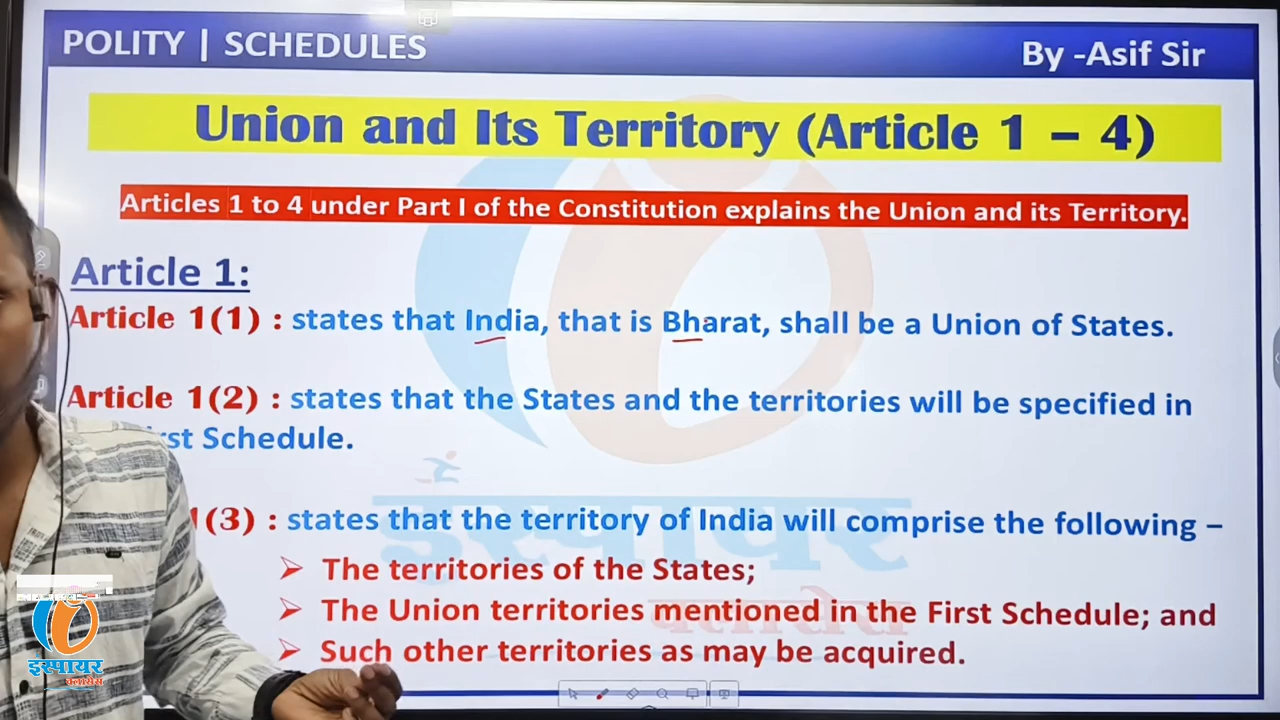 POLITY | SCHEDULES
By -Asif Sir
Union and Its Territory (Article 1 – 4)
Articles 1 to 4 under Part I of the Constitution explains the Union and its Territory.
Article 1:
Article 1(1) : states that India, that is Bharat, shall be a Union of States.
Article 1(2) : states that the States and the territories will be specified in
Schedule.
1(3) : states that the territory of India will comprise the following –
➢ The territories of the States;
➢ The Union territories mentioned in the First Schedule; and
➢ Such other territories as may be acquired.
इस्पायर
क्लासेस
इस्पायर
क्लासेस